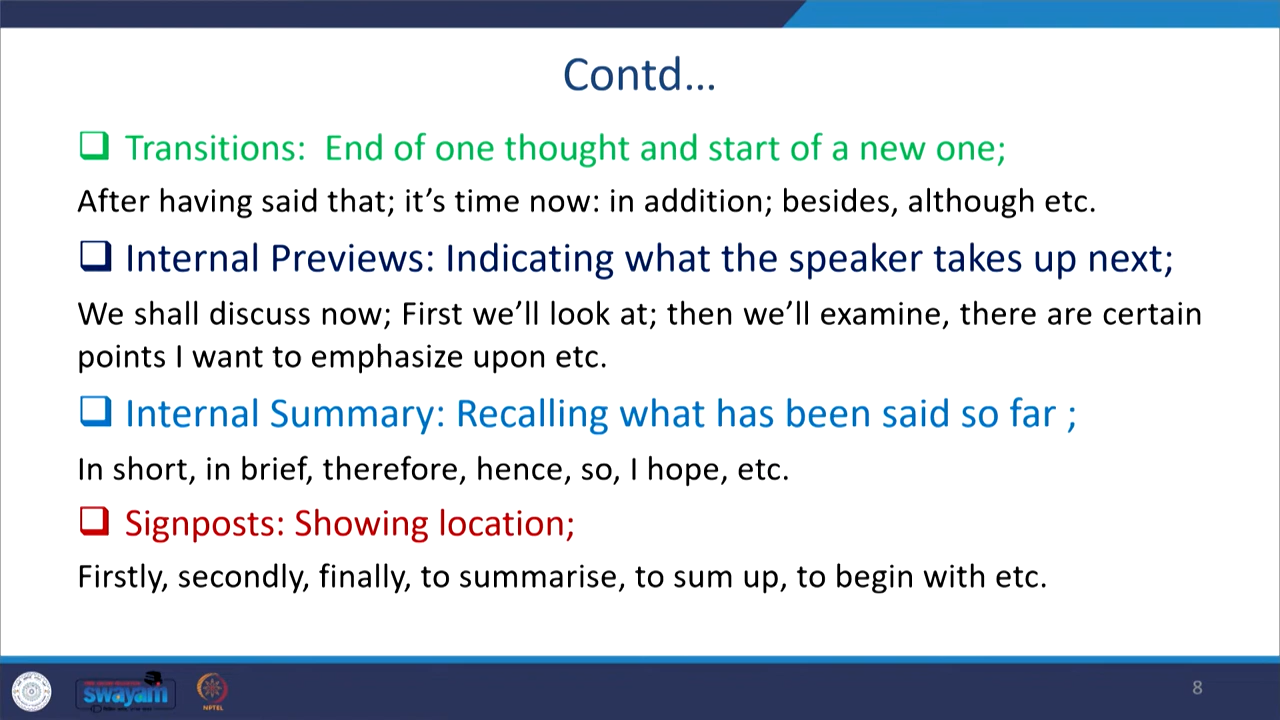 Contd...
❑ Transitions:  End of one thought and start of a new one;
After having said that; it’s time now: in addition; besides, although etc.
❑ Internal Previews: Indicating what the speaker takes up next;
We shall discuss now; First we’ll look at; then we’ll examine, there are certain
points I want to emphasize upon etc.
❑ Internal Summary: Recalling what has been said so far ;
In short, in brief, therefore, hence, so, I hope, etc.
❑ Signposts: Showing location;
Firstly, secondly, finally, to summarise, to sum up, to begin with etc.
swayam
NPTEL
8